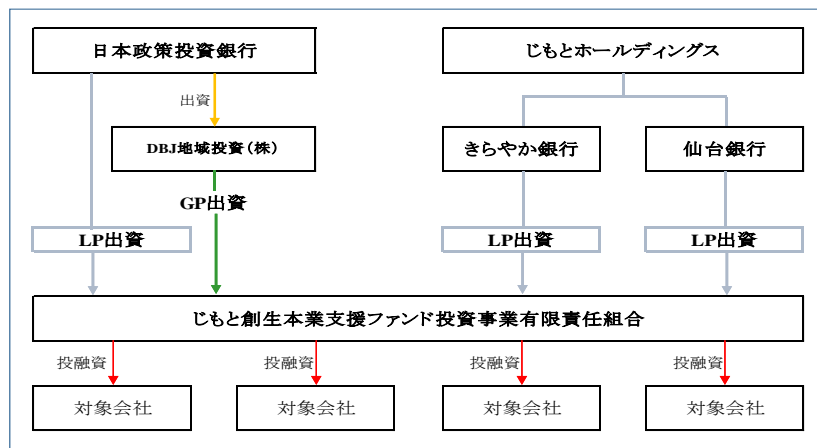 日本政策投資銀行
じもとホールディングス
出資
DBJ地域投資(株)
きらやか銀行
仙台銀行
GP出資
LP出資
LP出資
LP出資
じもと創生本業支援ファンド投資事業有限責任組合
投融資
投融資
投融資
投融資
対象会社
対象会社
対象会社
対象会社